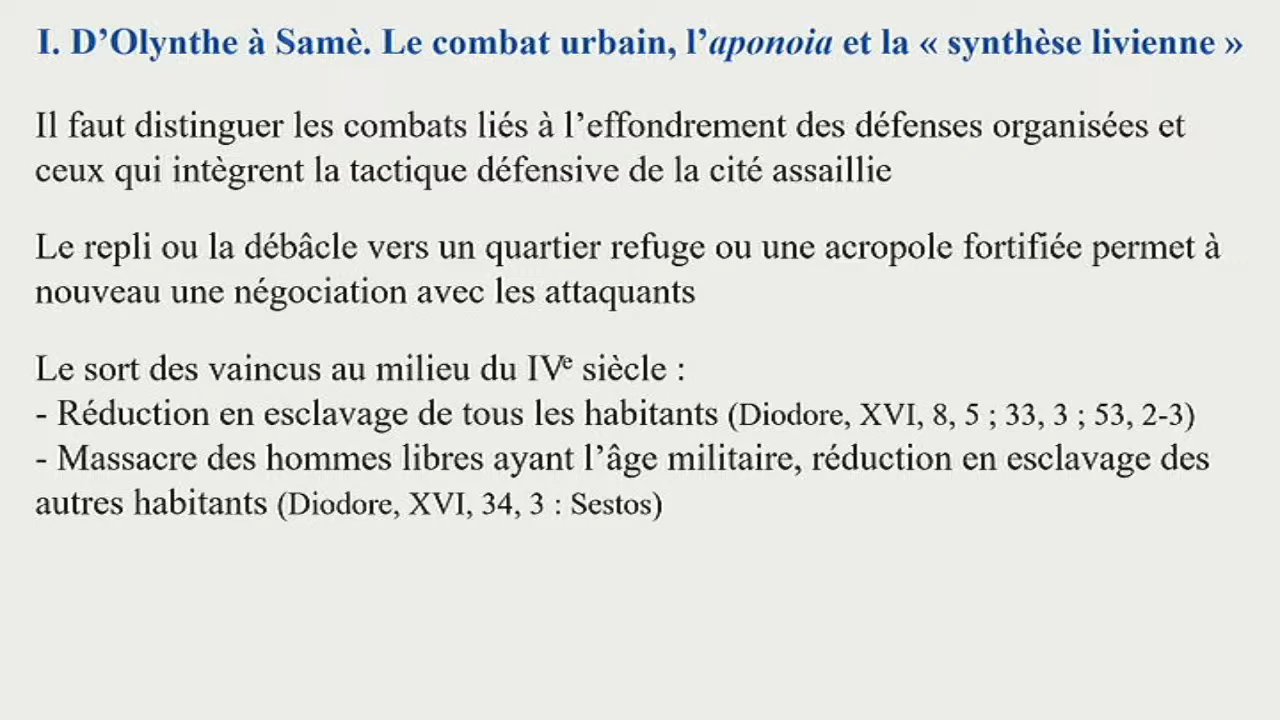 I. D’Olynthe à Samè. Le combat urbain, l’aponoia et la « synthèse livienne »
Il faut distinguer les combats liés à l’effondrement des défenses organisées et
ceux qui intègrent la tactique défensive de la cité assaillie
Le repli ou la débâcle vers un quartier refuge ou une acropole fortifiée permet à
nouveau une négociation avec les attaquants
Le sort des vaincus au milieu du IVe siècle :
- Réduction en esclavage de tous les habitants (Diodore, XVI, 8, 5 ; 33, 3 ; 53, 2-3)
- Massacre des hommes libres ayant l’âge militaire, réduction en esclavage des
autres habitants (Diodore, XVI, 34, 3 : Sestos)